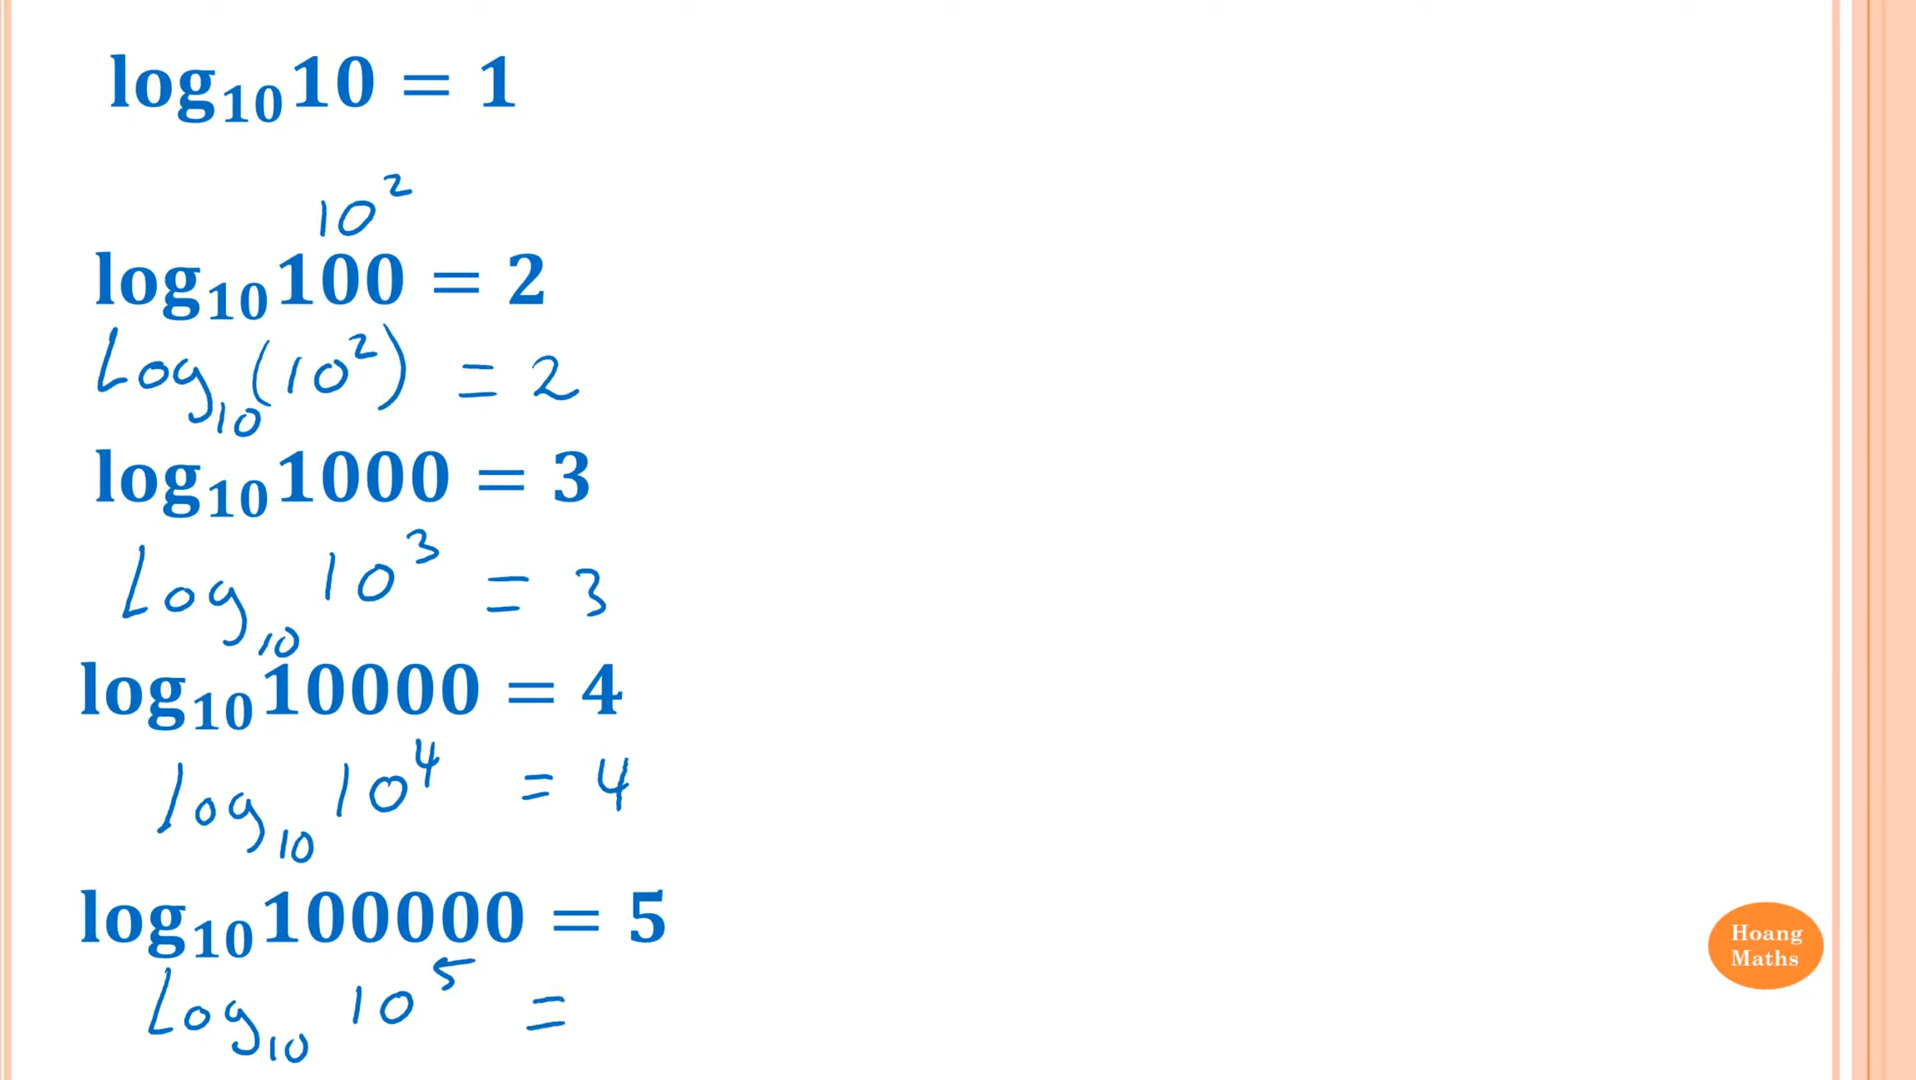 log₁₀10 = 1
10²
log₁₀100 = 2
Log₁₀(10²) = 2
log₁₀1000 = 3
Log₁₀ 10³ = 3
log₁₀10000 = 4
log₁₀ 10⁴ = 4
log₁₀100000 = 5
Log₁₀ 10⁵ =
Hoang
Maths